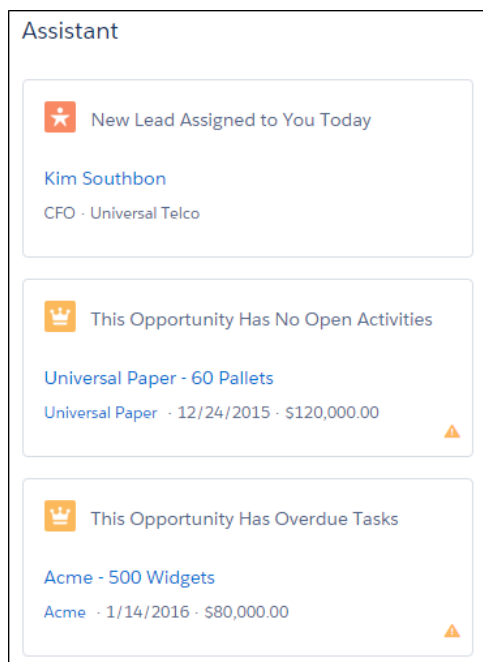 Assistant
New Lead Assigned to You Today
Kim Southbon
CFO · Universal Telco
This Opportunity Has No Open Activities
Universal Paper - 60 Pallets
Universal Paper · 12/24/2015 · $120,000.00
This Opportunity Has Overdue Tasks
Acme - 500 Widgets
Acme · 1/14/2016 · $80,000.00